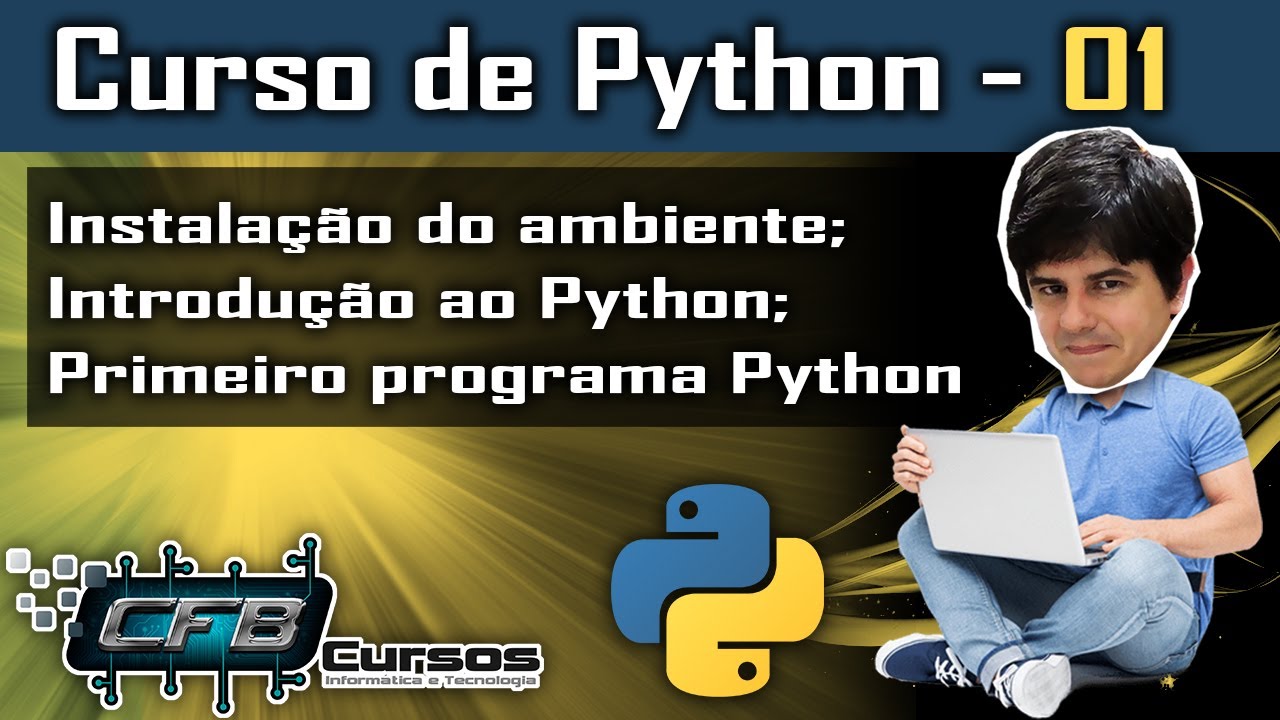 Curso de Python - 01
Instalação do ambiente;
Introdução ao Python;
Primeiro programa Python
CFB
Cursos
Informática e Tecnologia